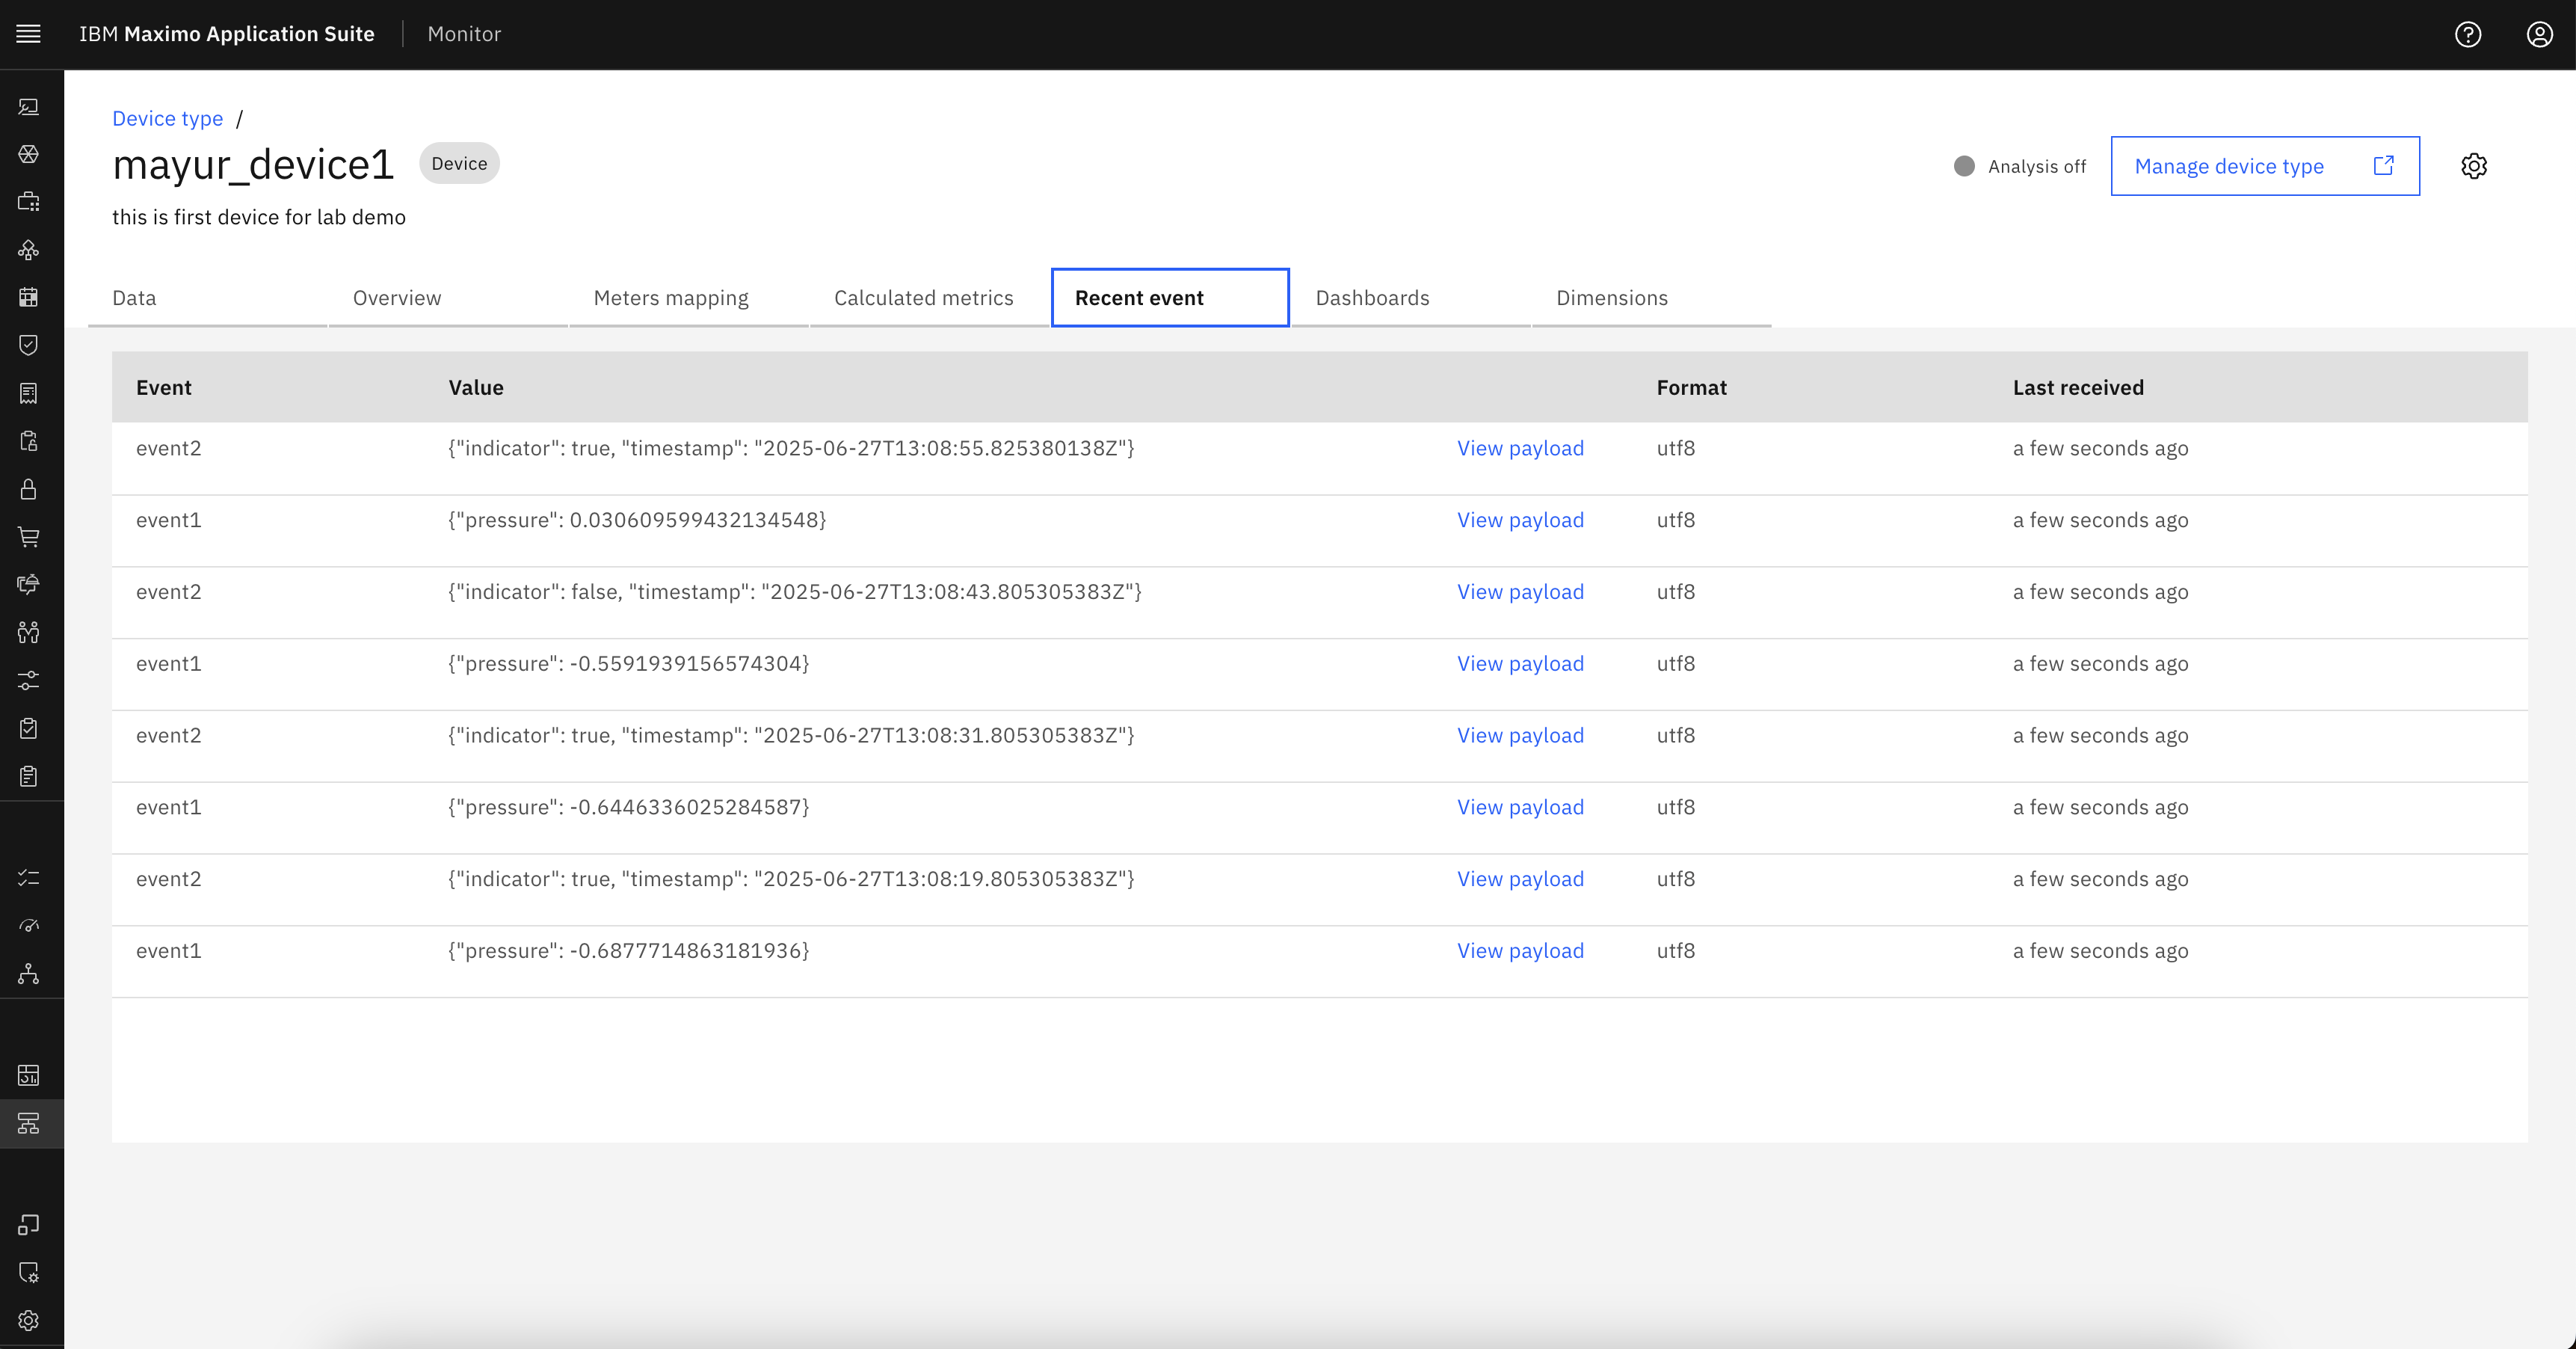 IBM Maximo Application Suite Monitor
Device type /
mayur_device1 Device
this is first device for lab demo
Analysis off
Manage device type
Data Overview Meters mapping Calculated metrics Recent event Dashboards Dimensions
Event Value Format Last received
event2 {"indicator": true, "timestamp": "2025-06-27T13:08:55.825380138Z"} View payload utf8 a few seconds ago
event1 {"pressure": 0.030609599432134548} View payload utf8 a few seconds ago
event2 {"indicator": false, "timestamp": "2025-06-27T13:08:43.805305383Z"} View payload utf8 a few seconds ago
event1 {"pressure": -0.5591939156574304} View payload utf8 a few seconds ago
event2 {"indicator": true, "timestamp": "2025-06-27T13:08:31.805305383Z"} View payload utf8 a few seconds ago
event1 {"pressure": -0.6446336025284587} View payload utf8 a few seconds ago
event2 {"indicator": true, "timestamp": "2025-06-27T13:08:19.805305383Z"} View payload utf8 a few seconds ago
event1 {"pressure": -0.6877714863181936} View payload utf8 a few seconds ago